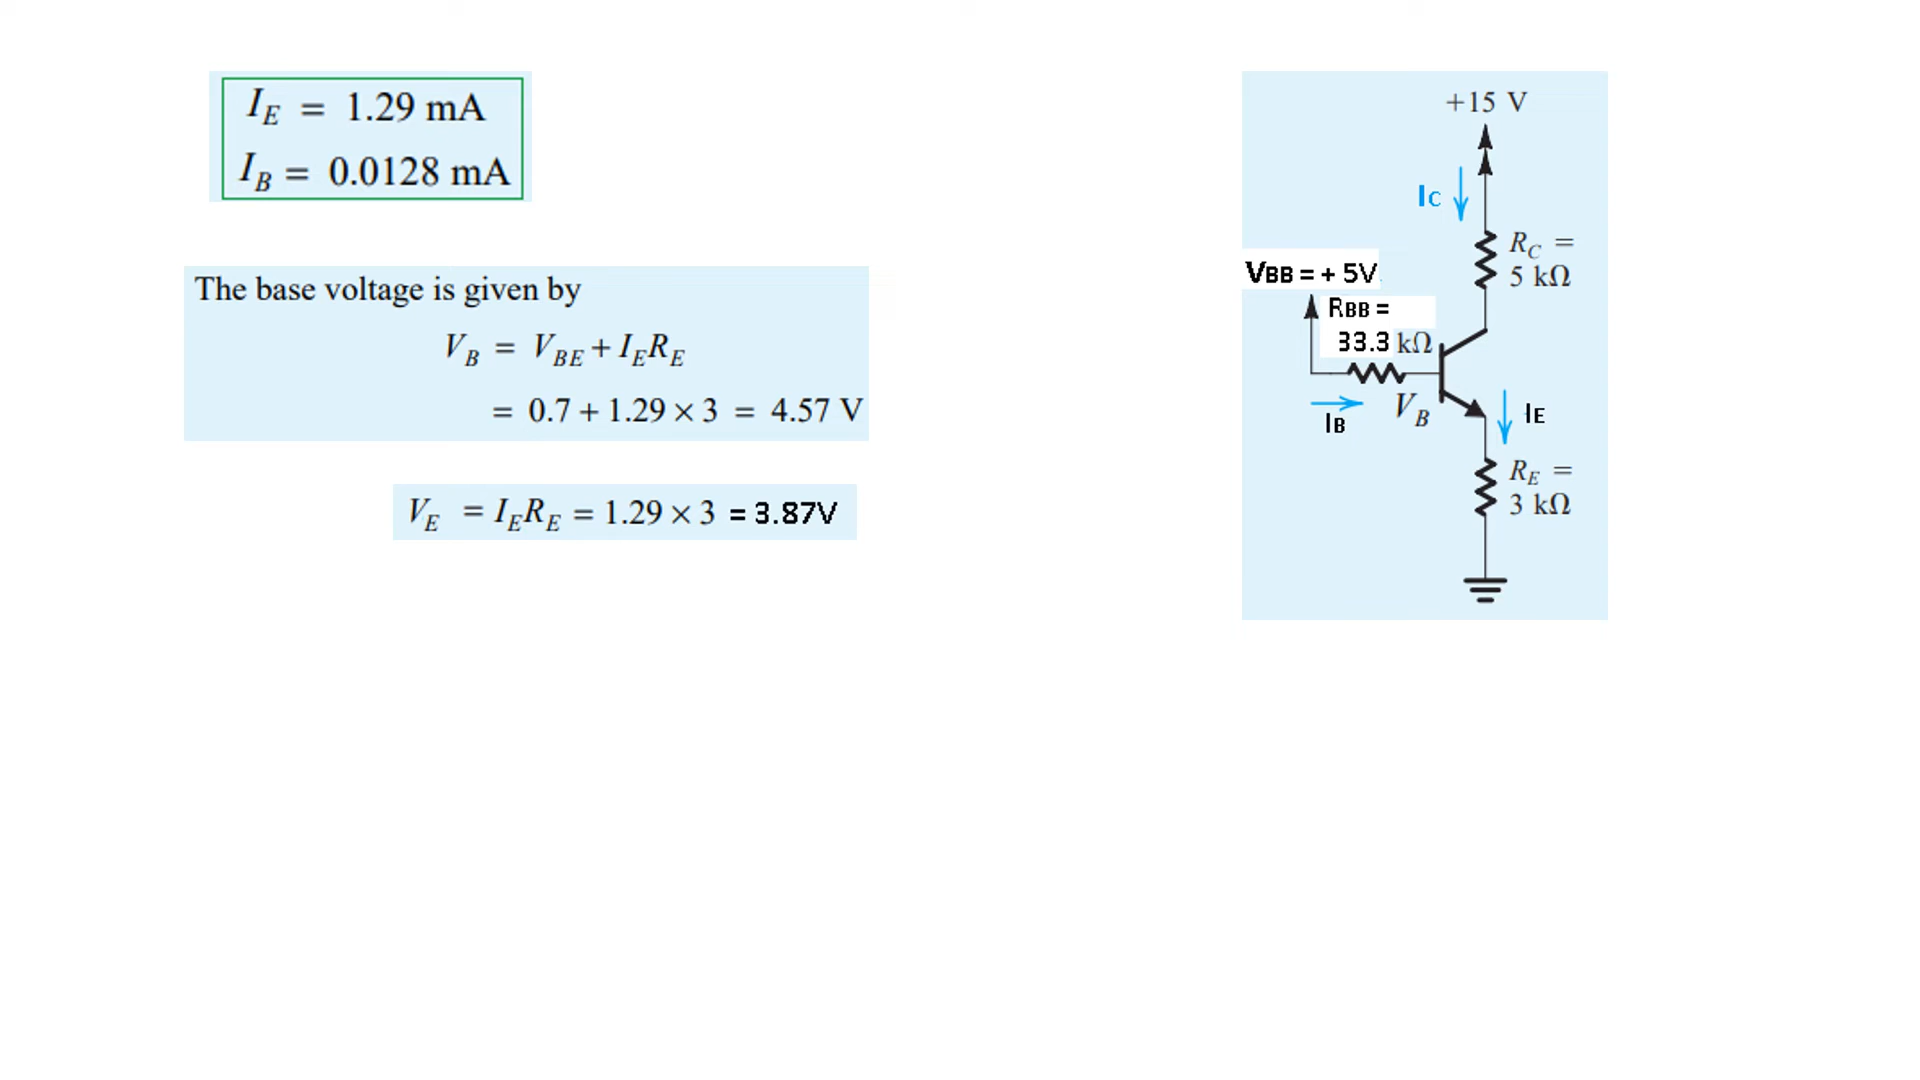 I_E = 1.29 mA
I_B = 0.0128 mA
The base voltage is given by
V_B = V_BE + I_E R_E
= 0.7 + 1.29 × 3 = 4.57 V
V_E = I_E R_E = 1.29 × 3 = 3.87V
+15 V
IC
R_C =
5 kΩ
VBB = + 5V
RBB =
33.3 kΩ
IB
V_B
IE
R_E =
3 kΩ